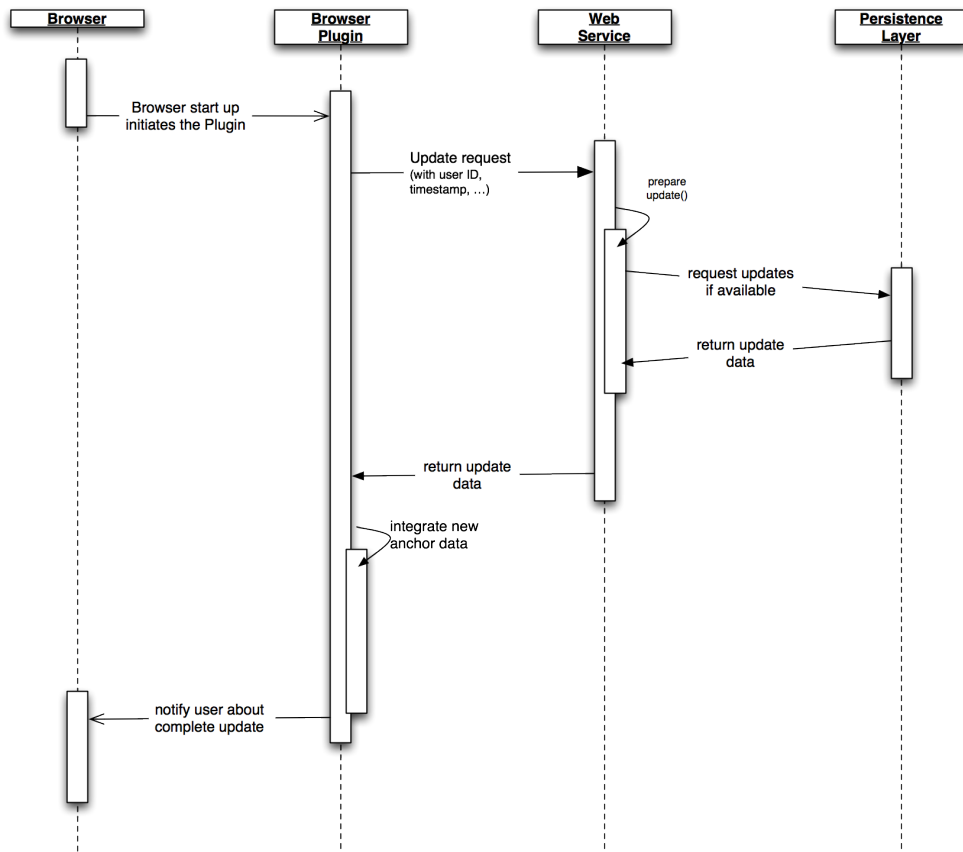 Browser
Browser
Plugin
Web
Service
Persistence
Layer
Browser start up
initiates the Plugin
Update request
(with user ID,
timestamp, …)
prepare
update()
request updates
if available
return update
data
return update
data
integrate new
anchor data
notify user about
complete update